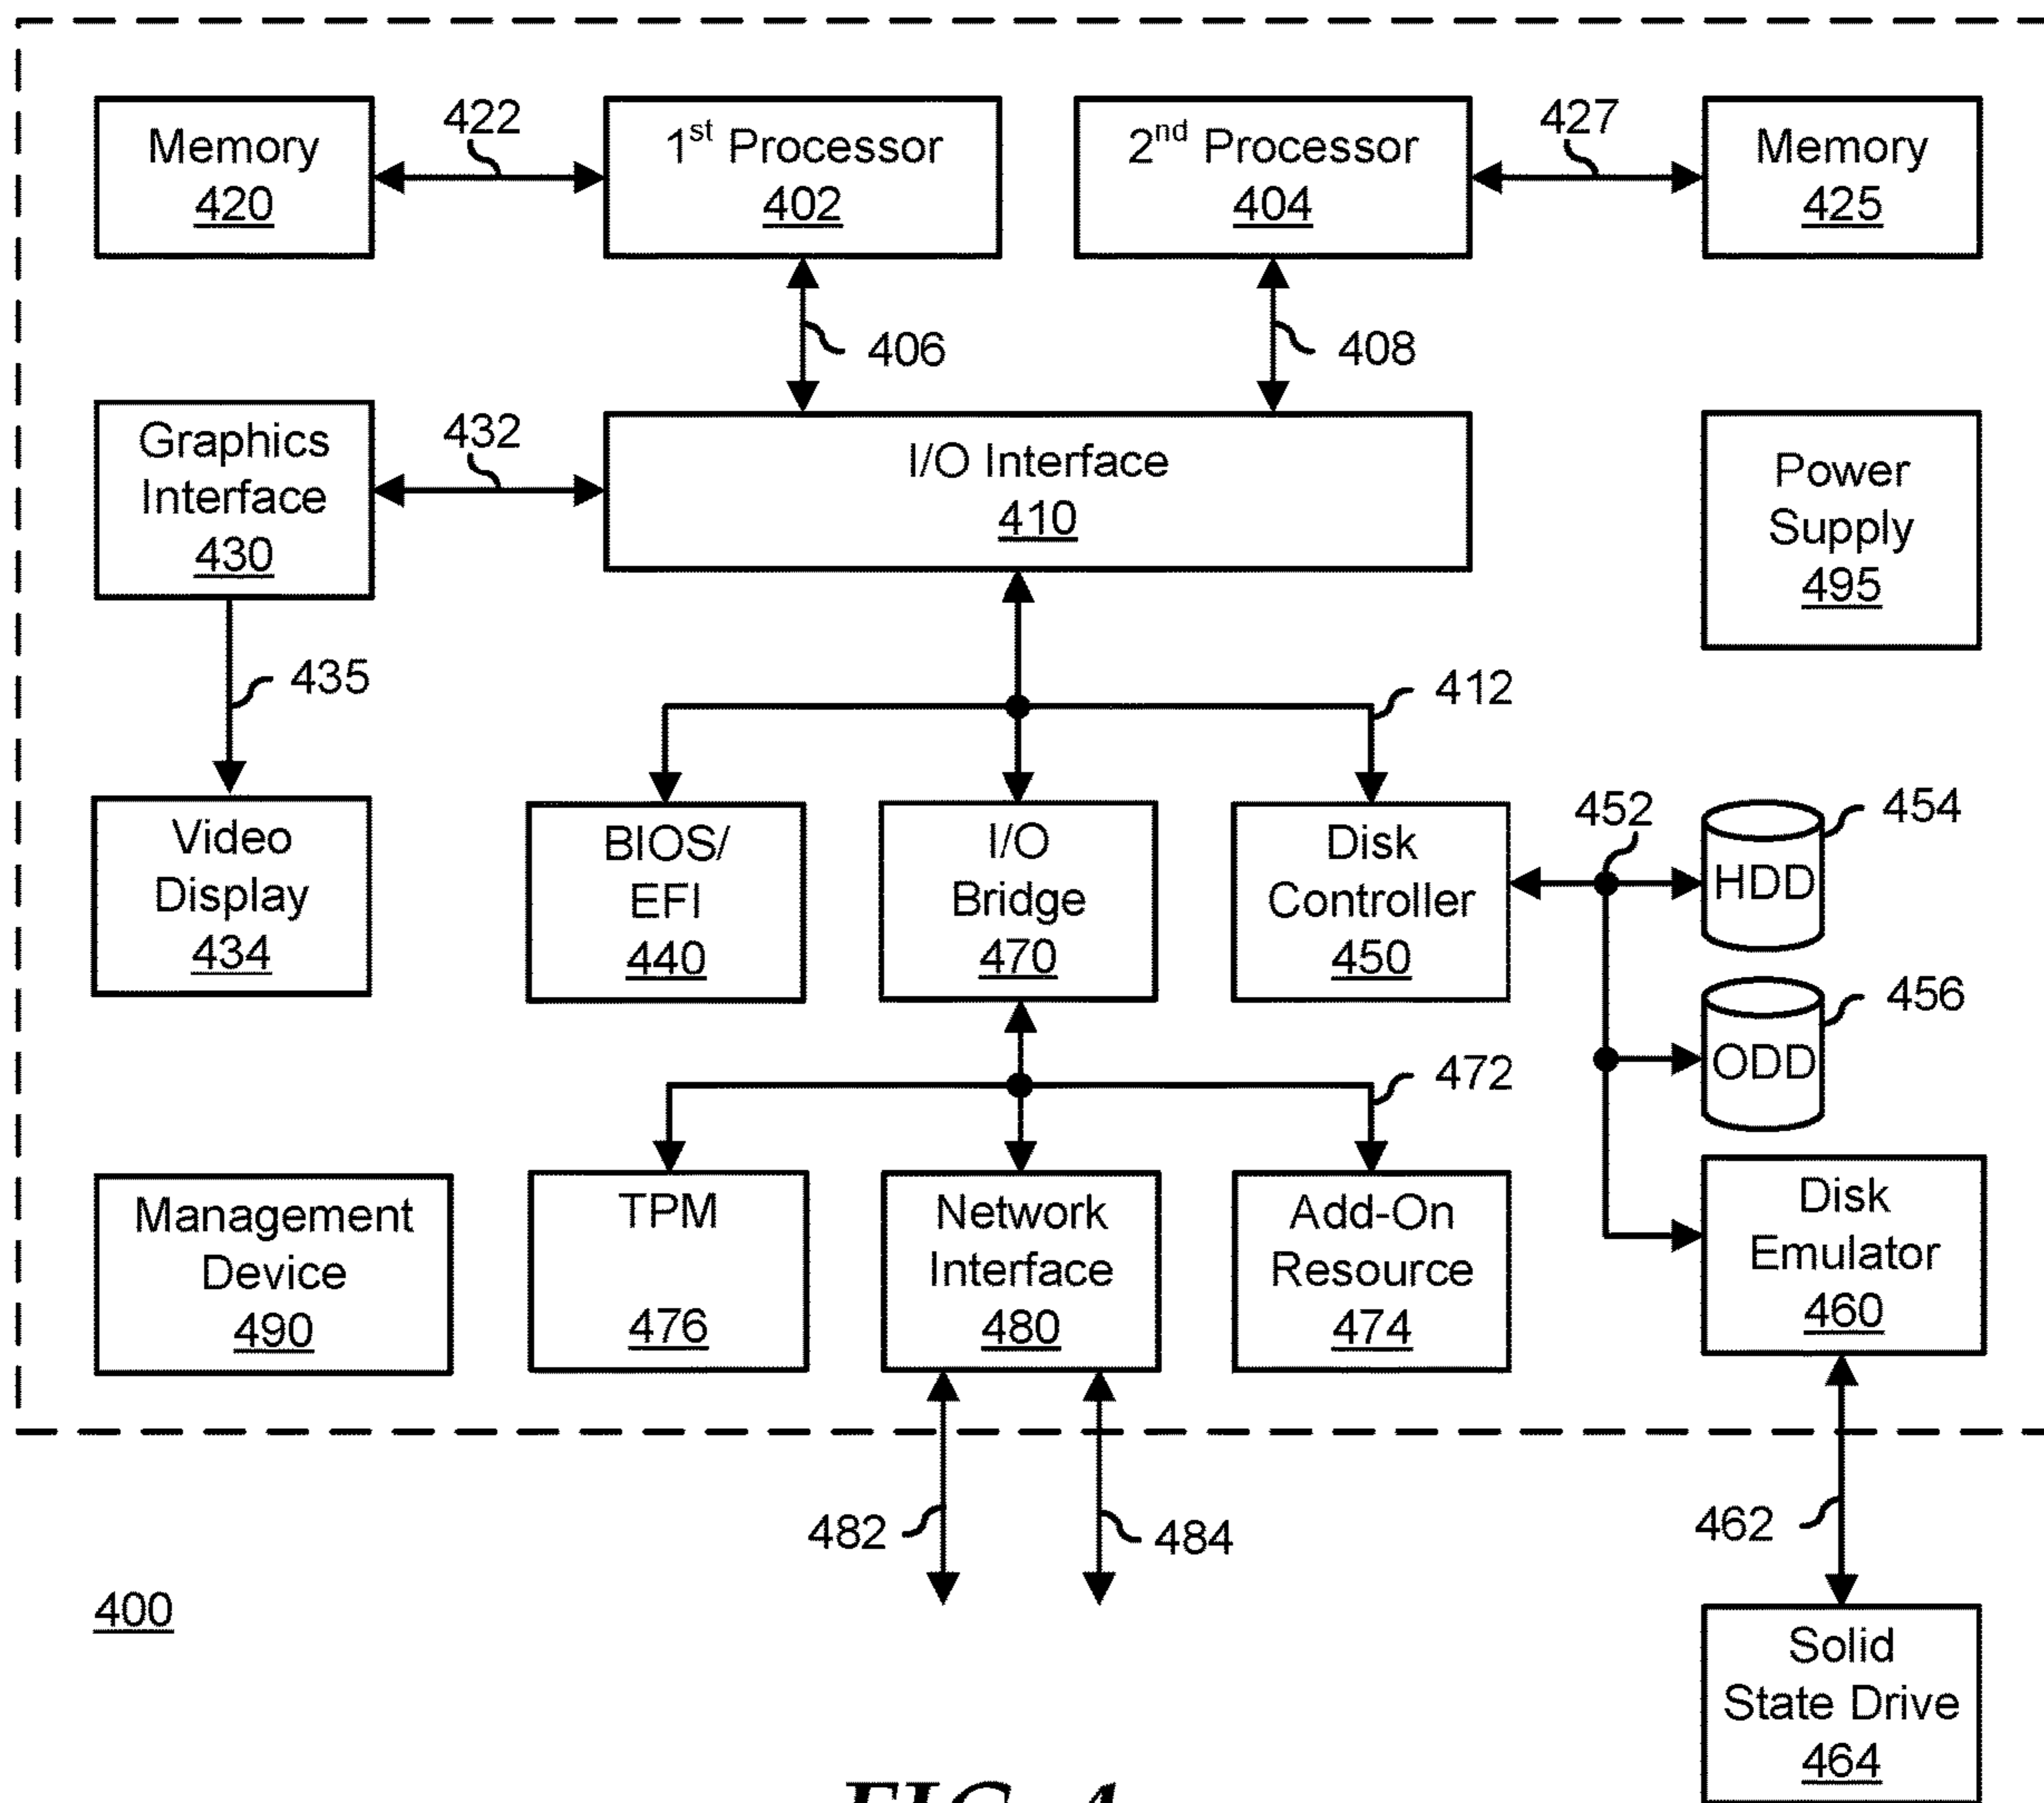 Memory
420
422
1st Processor
402
2nd Processor
404
427
Memory
425
406
408
Graphics
Interface
430
432
I/O Interface
410
Power
Supply
495
435
412
Video
Display
434
BIOS/
EFI
440
I/O
Bridge
470
Disk
Controller
450
452
454
HDD
456
ODD
472
Management
Device
490
TPM
476
Network
Interface
480
Add-On
Resource
474
Disk
Emulator
460
482
484
462
400
Solid
State Drive
464
FIG. 4